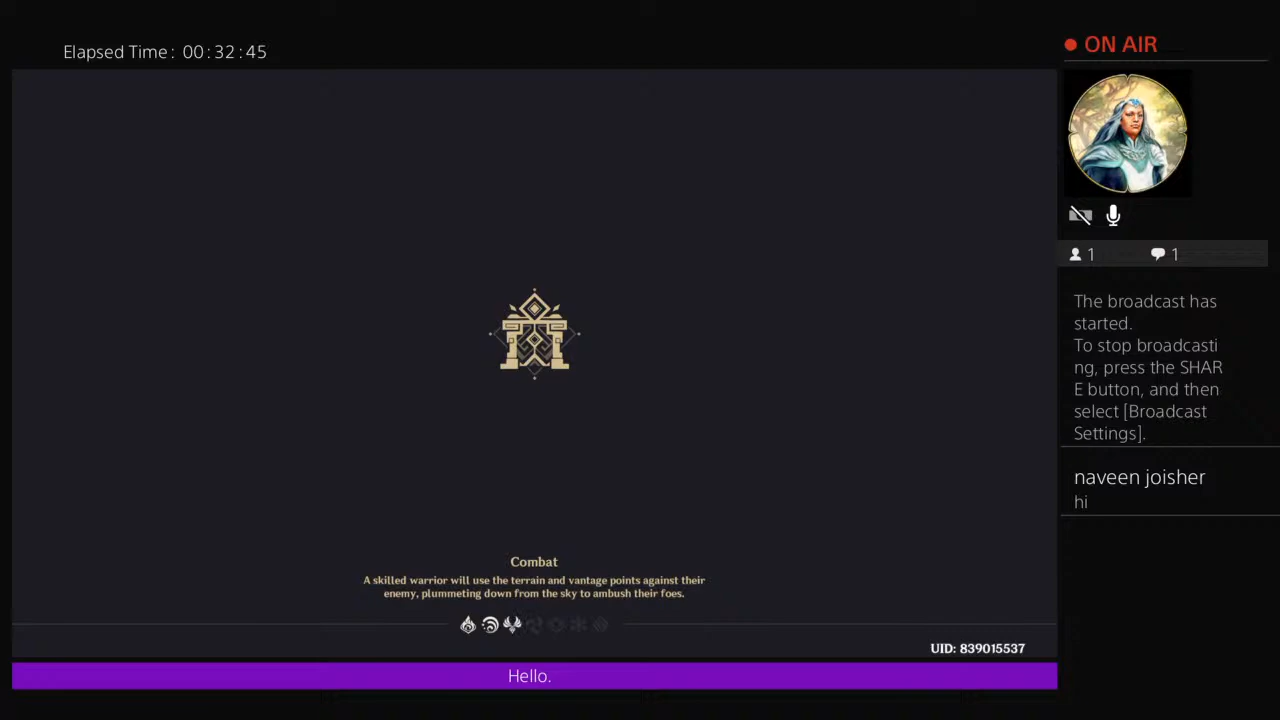 Elapsed Time: 00:32:45
ON AIR
1 1
The broadcast has
started.
To stop broadcasti
ng, press the SHAR
E button, and then
select [Broadcast
Settings].
naveen joisher
hi
Combat
A skilled warrior will use the terrain and vantage points against their
enemy, plummeting down from the sky to ambush their foes.
UID: 839015537
Hello.